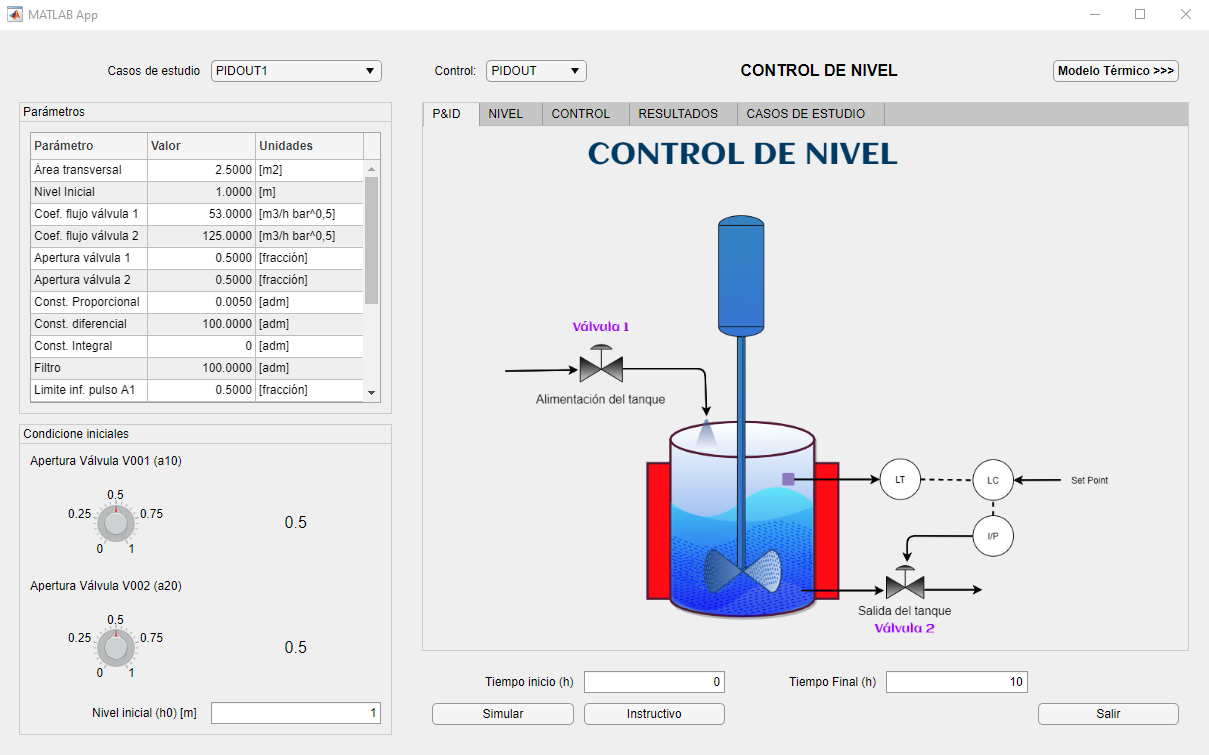 MATLAB App
Casos de estudio PIDOUT1
Control: PIDOUT
CONTROL DE NIVEL
Modelo Térmico >>>
Parámetros
Parámetro Valor Unidades
Área transversal 2.5000 [m2]
Nivel Inicial 1.0000 [m]
Coef. flujo válvula 1 53.0000 [m3/h bar^0,5]
Coef. flujo válvula 2 125.0000 [m3/h bar^0,5]
Apertura válvula 1 0.5000 [fracción]
Apertura válvula 2 0.5000 [fracción]
Const. Proporcional 0.0050 [adm]
Const. diferencial 100.0000 [adm]
Const. Integral 0 [adm]
Filtro 100.0000 [adm]
Limite inf. pulso A1 0.5000 [fracción]
Condicione iniciales
Apertura Válvula V001 (a10)
0.5
0.25 0.75
0 1
0.5
Apertura Válvula V002 (a20)
0.5
0.25 0.75
0 1
0.5
Nivel inicial (h0) [m] 1
P&ID NIVEL CONTROL RESULTADOS CASOS DE ESTUDIO
CONTROL DE NIVEL
Válvula 1
Alimentación del tanque
LT LC Set Point
I/P
Salida del tanque
Válvula 2
Tiempo inicio (h) 0 Tiempo Final (h) 10
Simular Instructivo Salir